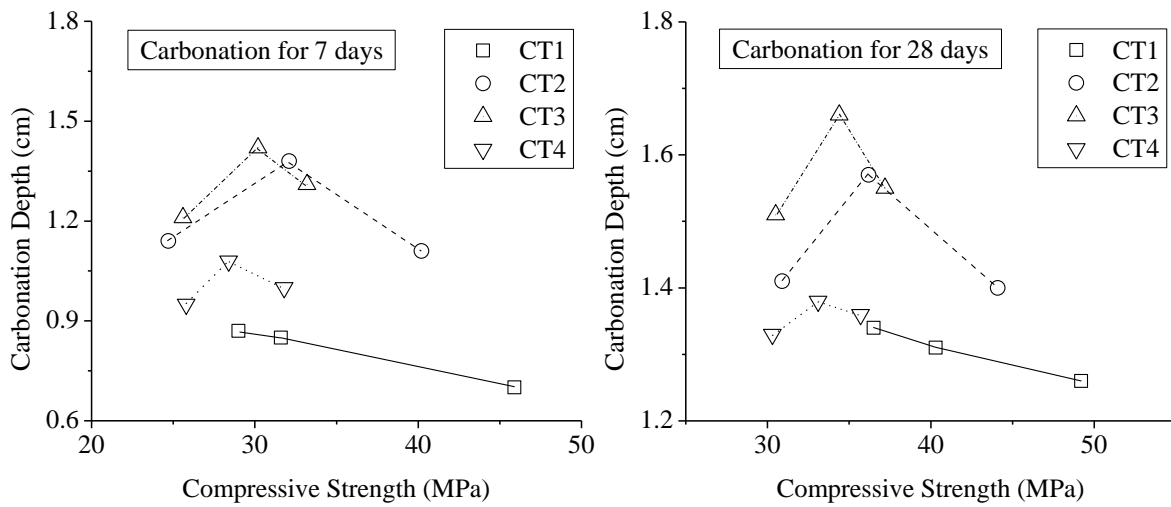 Carbonation for 7 days
CT1
CT2
CT3
CT4
Carbonation Depth (cm)
1.8
1.5
1.2
0.9
0.6
20
30
40
50
Compressive Strength (MPa)
Carbonation for 28 days
CT1
CT2
CT3
CT4
Carbonation Depth (cm)
1.8
1.6
1.4
1.2
30
40
50
Compressive Strength (MPa)